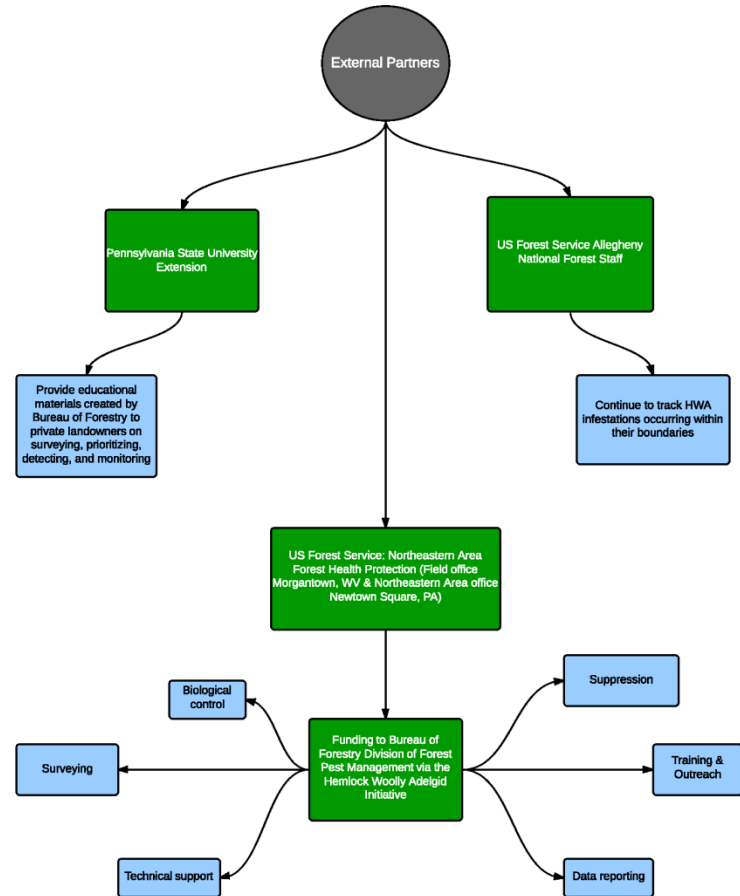 External Partners
Pennsylvania State University
Extension
US Forest Service Allegheny
National Forest Staff
Provide educational
materials created by
Bureau of Forestry to
private landowners on
surveying, prioritizing,
detecting, and monitoring
Continue to track HWA
infestations occurring within
their boundaries
US Forest Service: Northeastern Area
Forest Health Protection (Field office
Morgantown, WV & Northeastern Area office
Newtown Square, PA)
Biological
control
Suppression
Surveying
Funding to Bureau of
Forestry Division of Forest
Pest Management via the
Hemlock Woolly Adelgid
Initiative
Training &
Outreach
Technical support
Data reporting